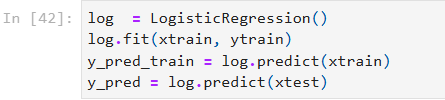 In [42]: log  = LogisticRegression()
log.fit(xtrain, ytrain)
y_pred_train = log.predict(xtrain)
y_pred = log.predict(xtest)